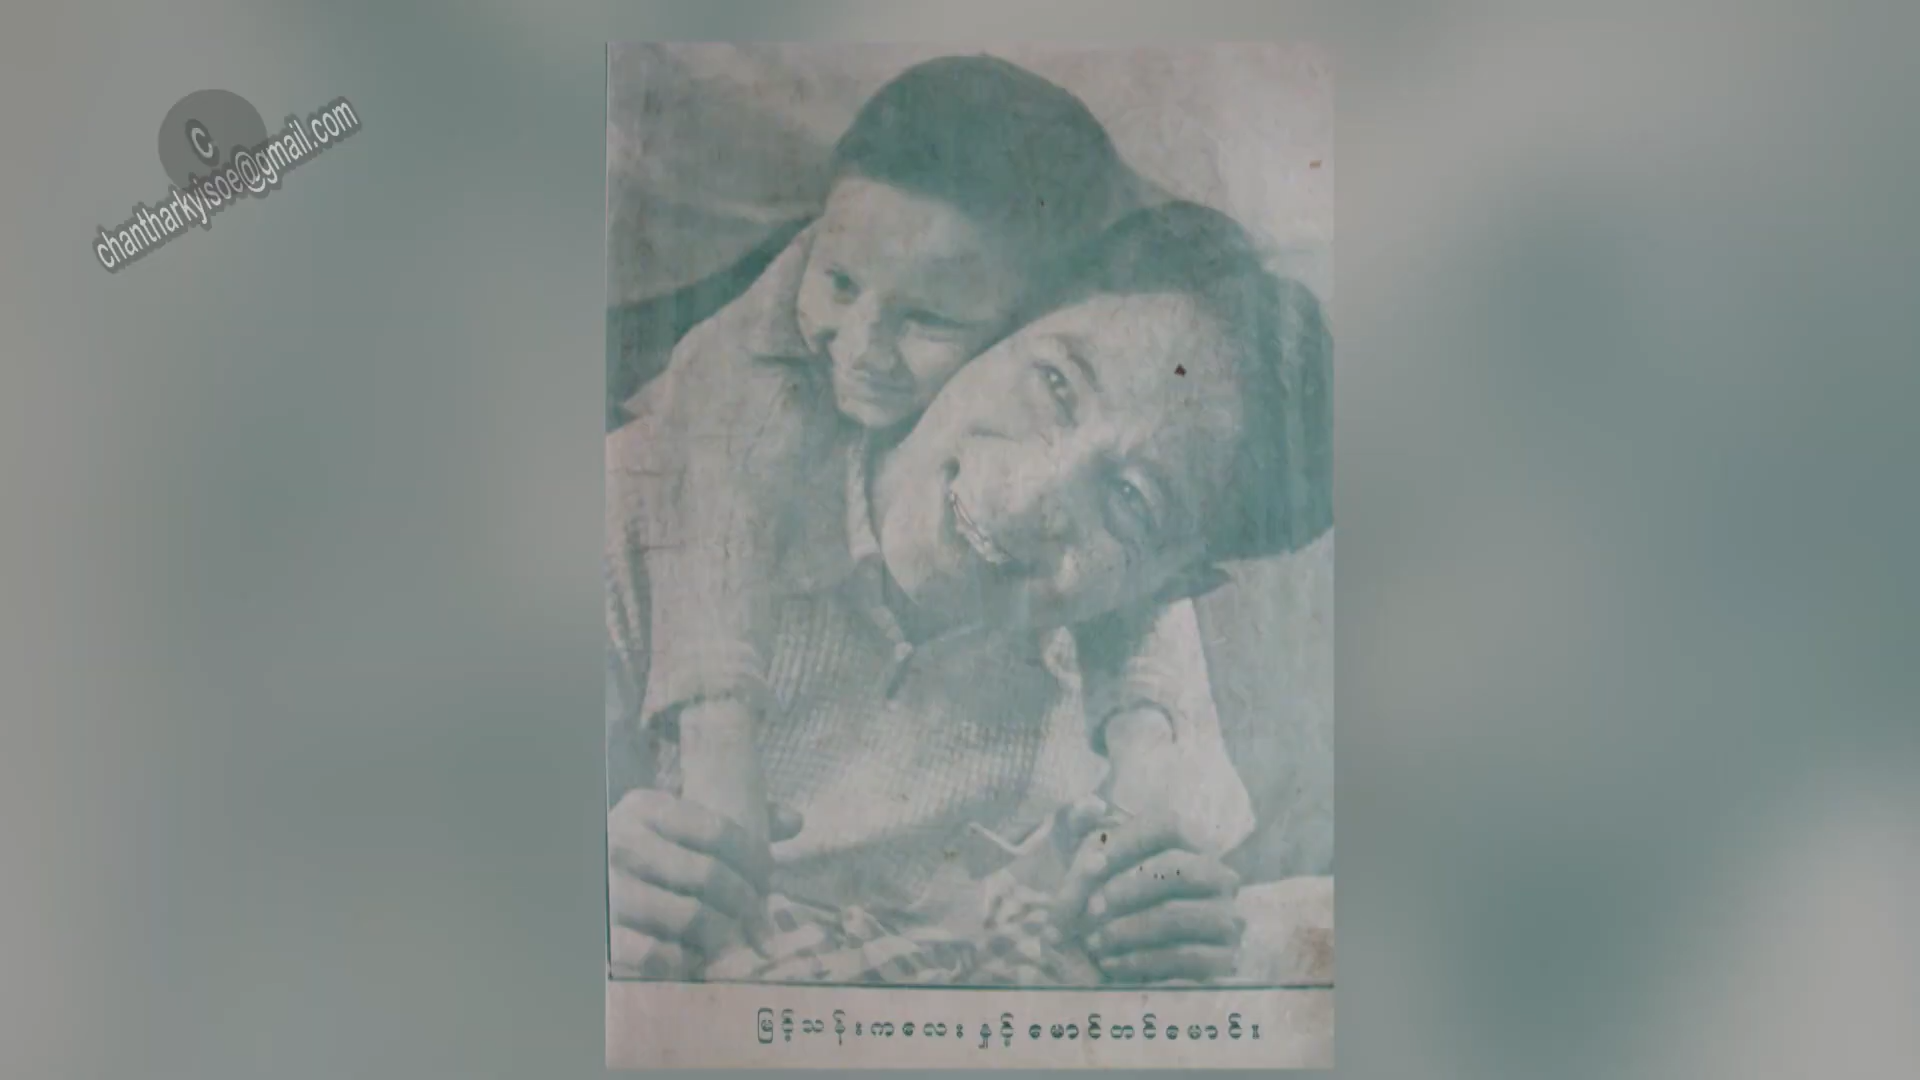 C
chantharkyisoe@gmail.com
မြင့်သန်းကလေး နှင့် မောင်တင်မောင်။